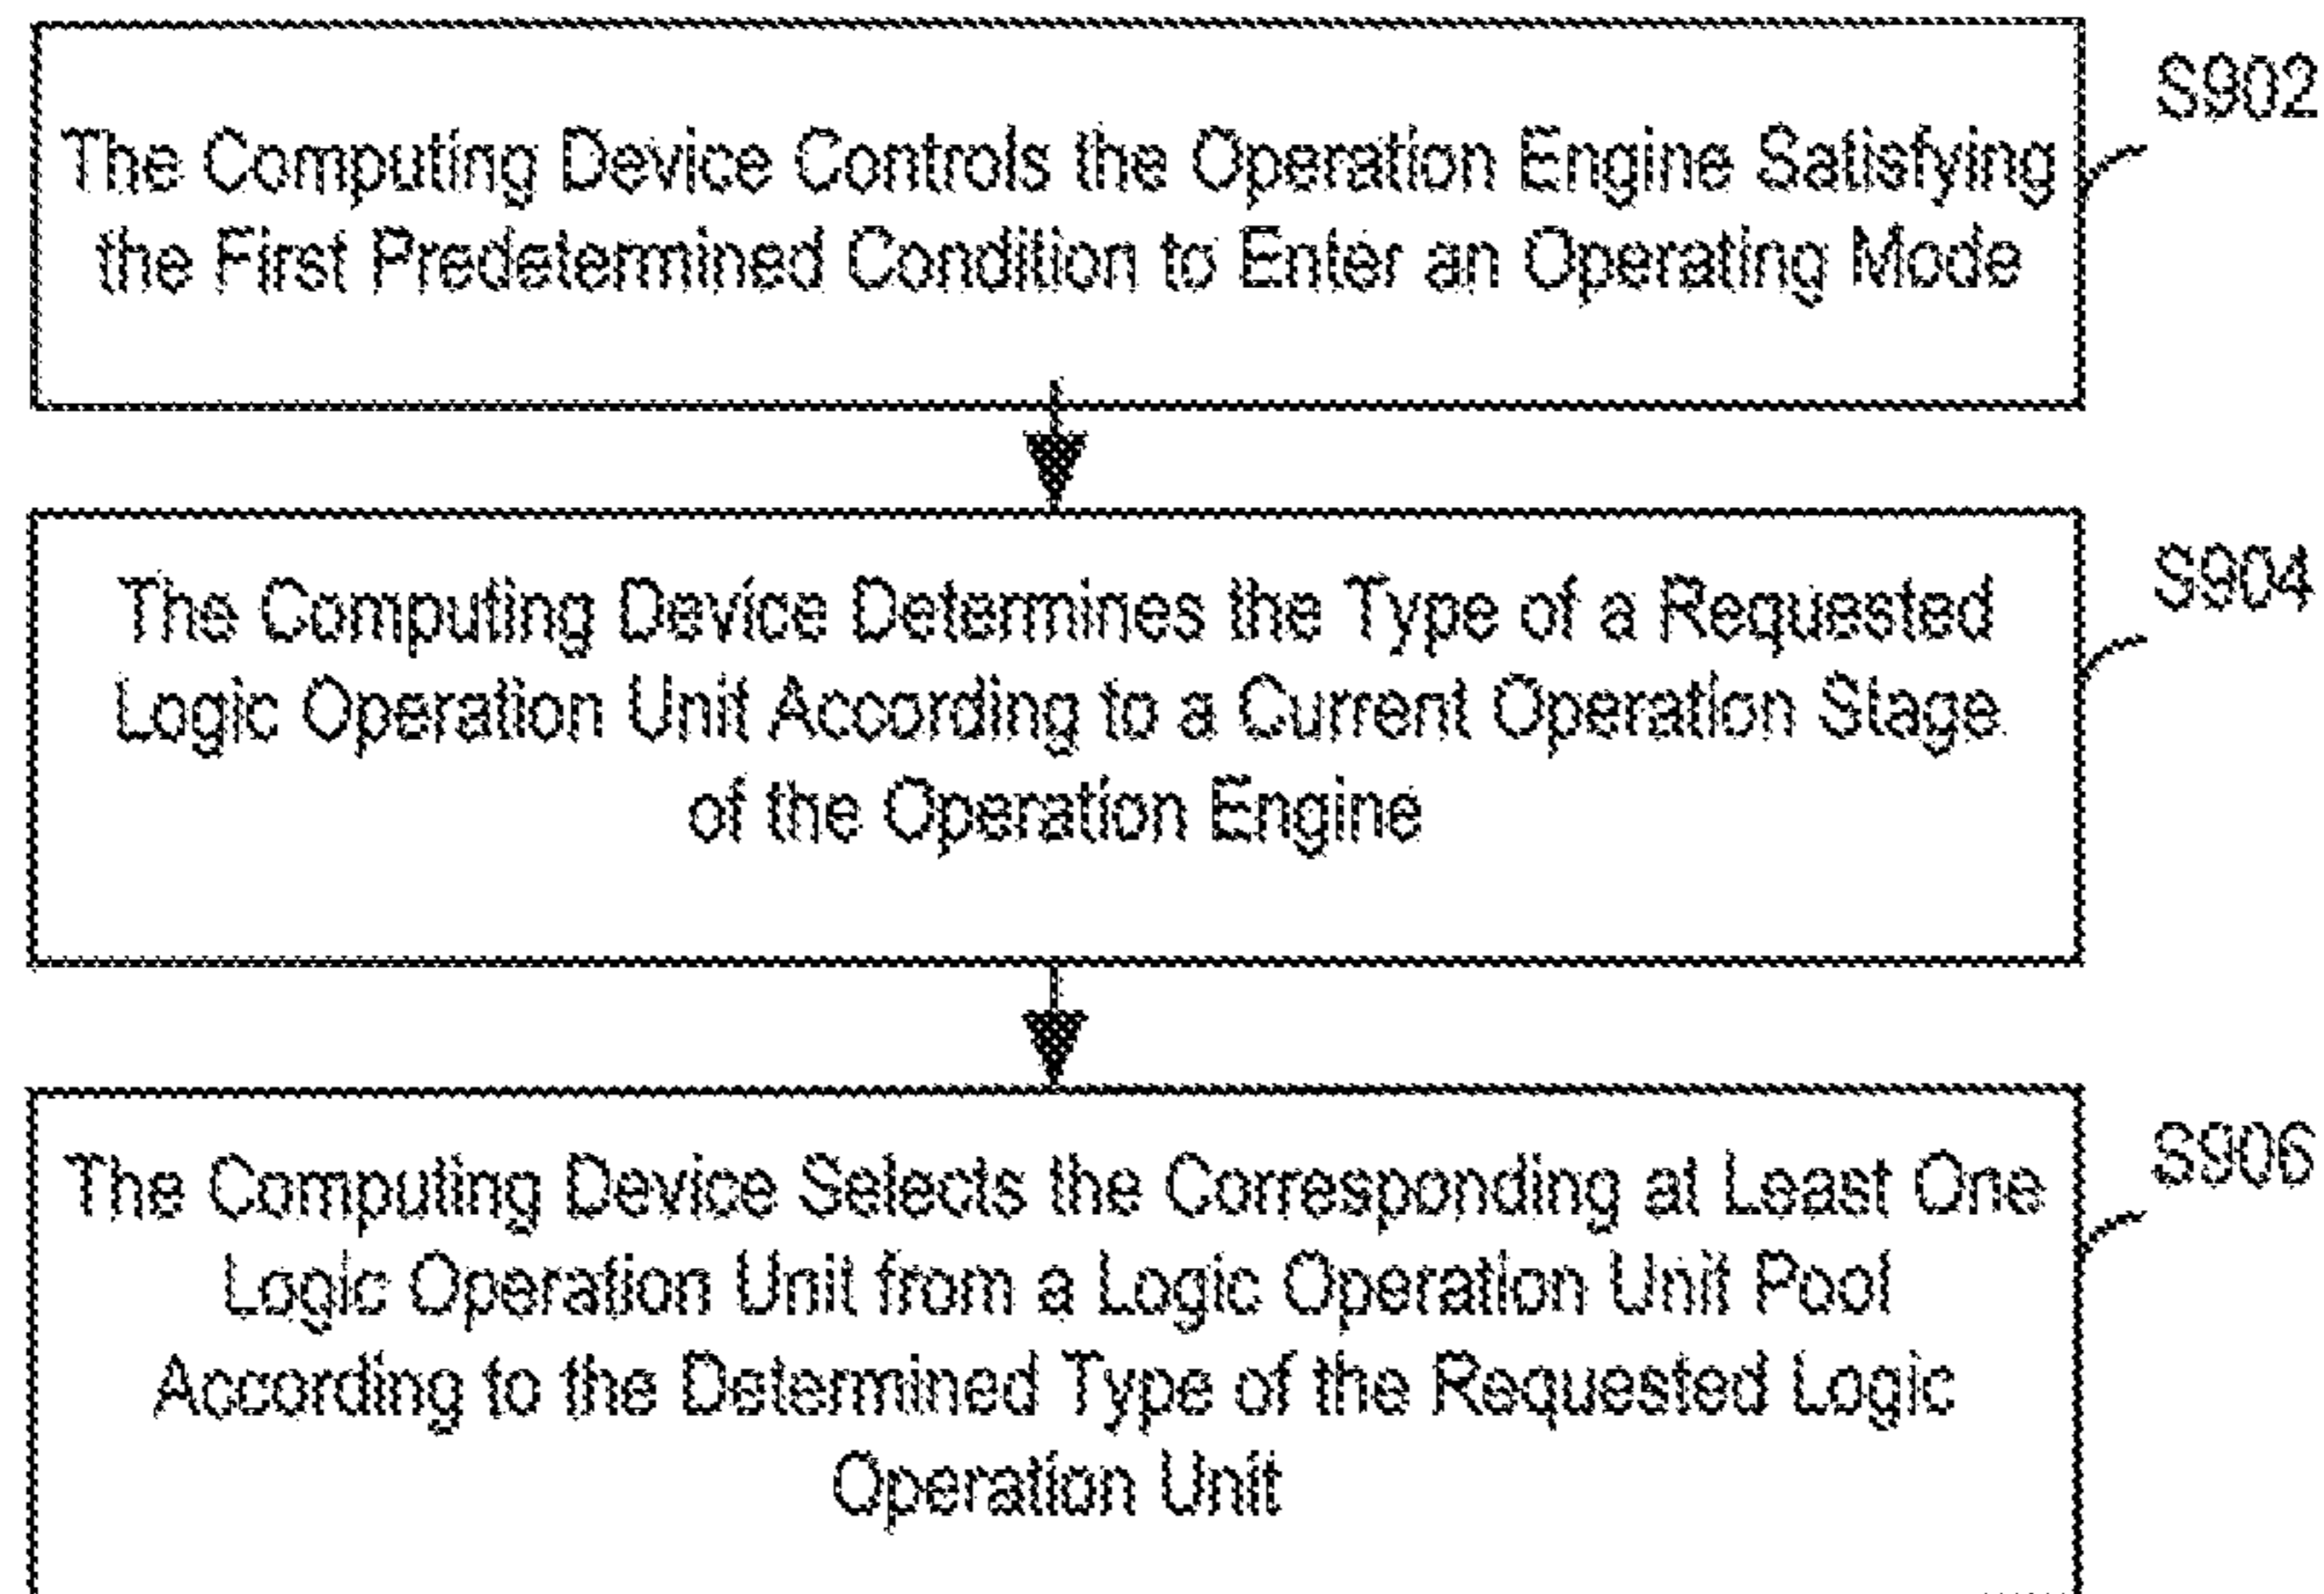 S902
The Computing Device Controls the Operation Engine Satisfying
the First Predetermined Condition to Enter an Operating Mode
S904
The Computing Device Determines the Type of a Requested
Logic Operation Unit According to a Current Operation Stage
of the Operation Engine
S906
The Computing Device Selects the Corresponding at Least One
Logic Operation Unit from a Logic Operation Unit Pool
According to the Determined Type of the Requested Logic
Operation Unit